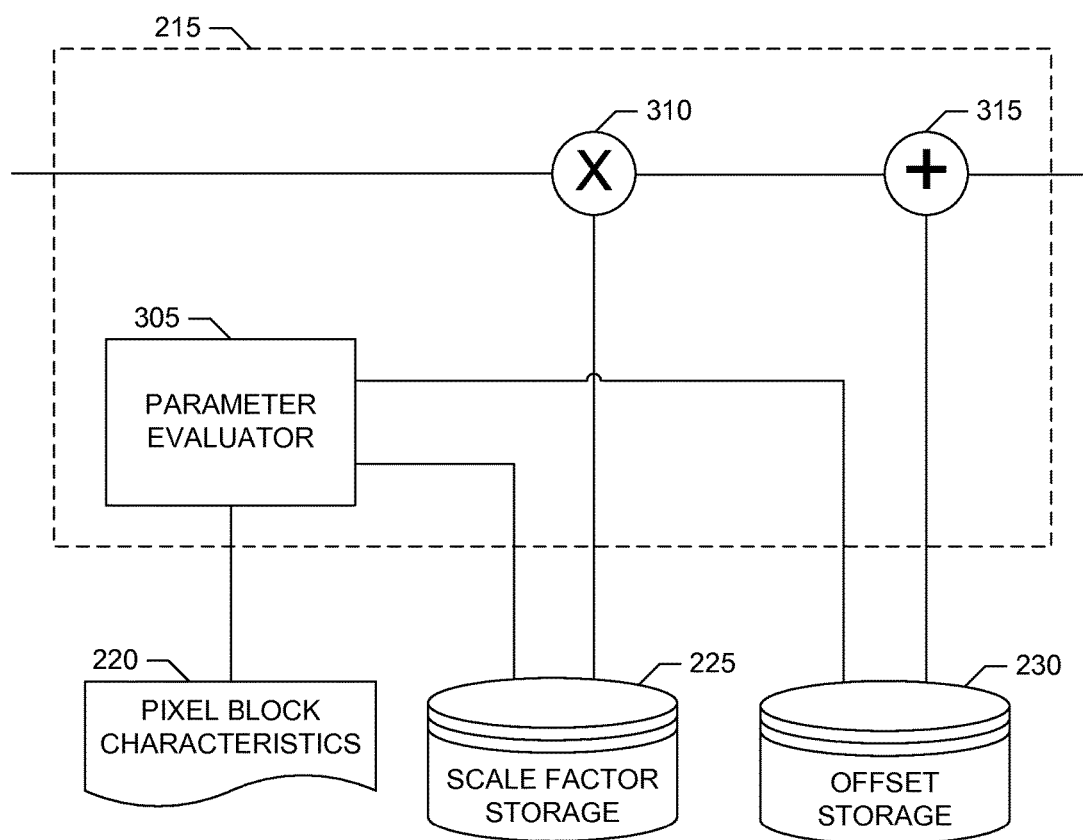 215
310
315
X
+
305
PARAMETER
EVALUATOR
220
225
230
PIXEL BLOCK
CHARACTERISTICS
SCALE FACTOR
STORAGE
OFFSET
STORAGE